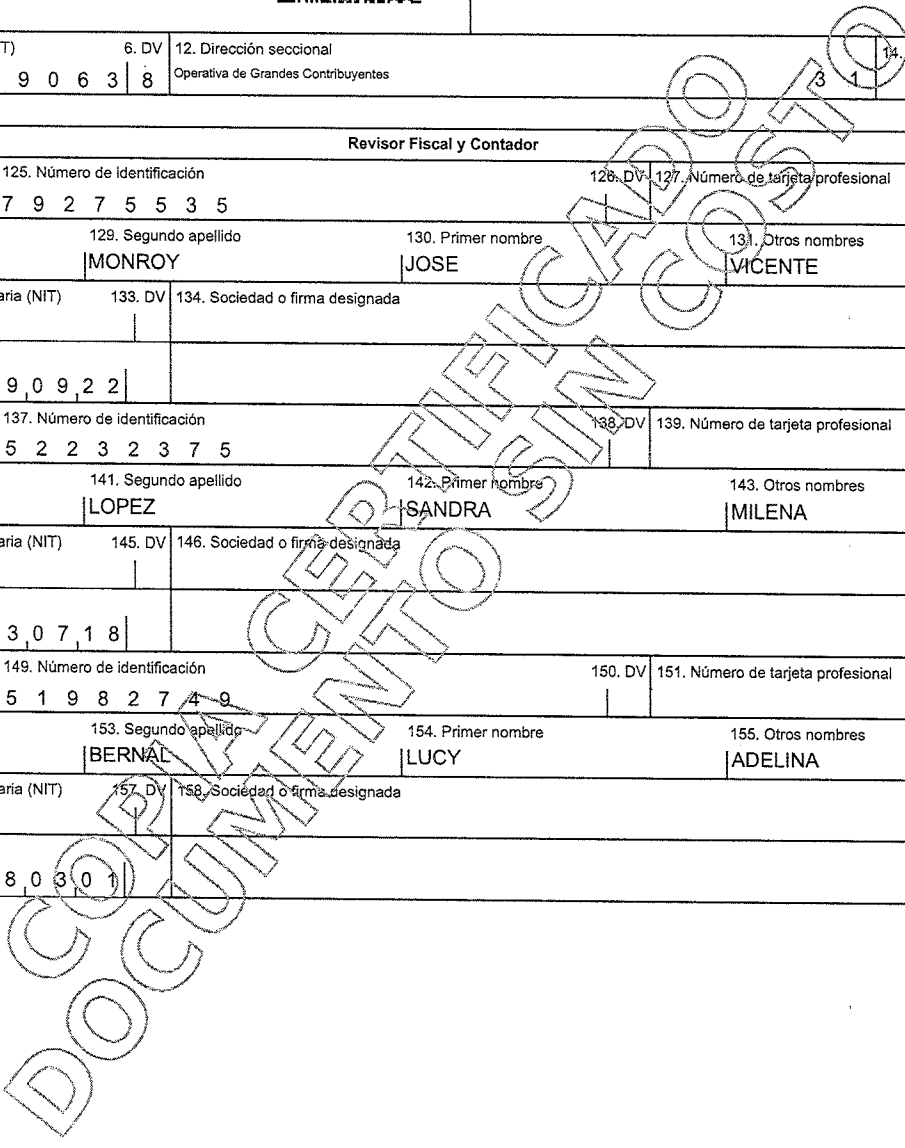 T) 6. DV 12. Dirección seccional 14.
9 0 6 3 8 Operativa de Grandes Contribuyentes 3 1
Revisor Fiscal y Contador
125. Número de identificación 126. DV 127. Número de tarjeta profesional
7 9 2 7 5 5 3 5
129. Segundo apellido 130. Primer nombre 131. Otros nombres
MONROY JOSE VICENTE
aria (NIT) 133. DV 134. Sociedad o firma designada
9 0 9 2 2
137. Número de identificación 138. DV 139. Número de tarjeta profesional
5 2 2 3 2 3 7 5
141. Segundo apellido 142. Primer nombre 143. Otros nombres
LOPEZ SANDRA MILENA
aria (NIT) 145. DV 146. Sociedad o firma designada
3 0 7 1 8
149. Número de identificación 150. DV 151. Número de tarjeta profesional
5 1 9 8 2 7 4 9
153. Segundo apellido 154. Primer nombre 155. Otros nombres
BERNAL LUCY ADELINA
aria (NIT) 157. DV 158. Sociedad o firma designada
8 0 3 0 1
COPIA CERTIFICADO
DOCUMENTO SIN COSTO